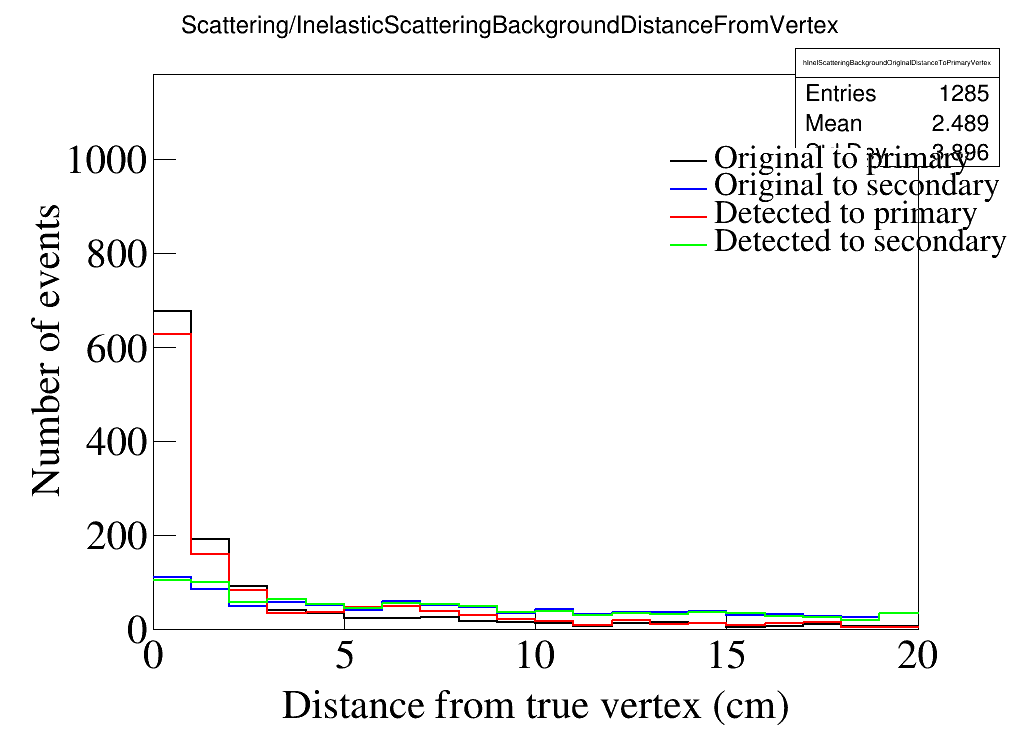 Scattering/InelasticScatteringBackgroundDistanceFromVertex
hInelScatteringBackgroundOriginalDistanceToPrimaryVertex
Entries 1285
Mean 2.489
3.896
Original to primary
Original to secondary
Detected to primary
Detected to secondary
Number of events
1000
800
600
400
200
0
0 5 10 15 20
Distance from true vertex (cm)